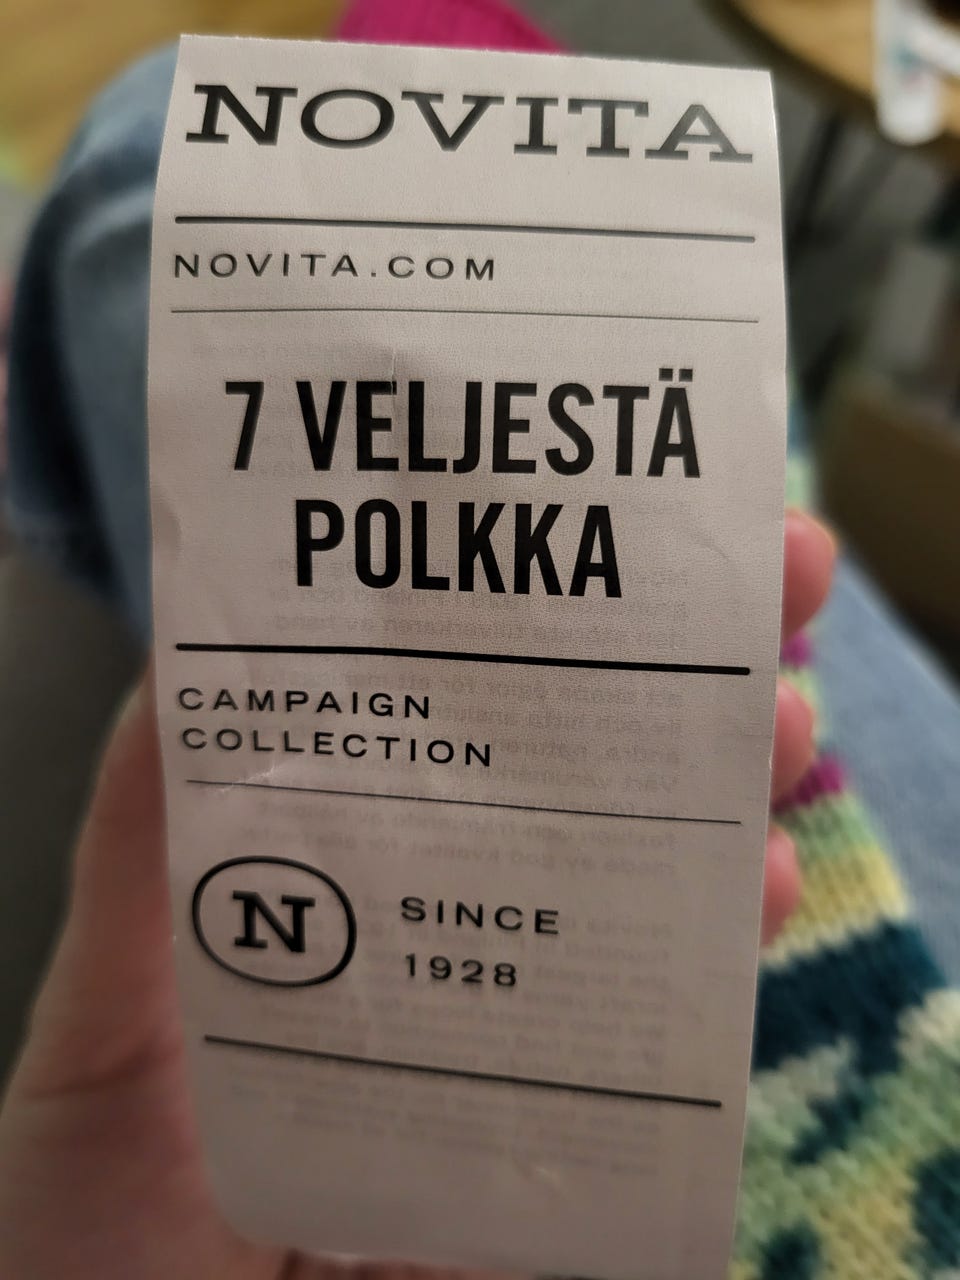 NOVITA
NOVITA.COM
7 VELJESTÄ
POLKKA
CAMPAIGN
COLLECTION
N
SINCE
1928